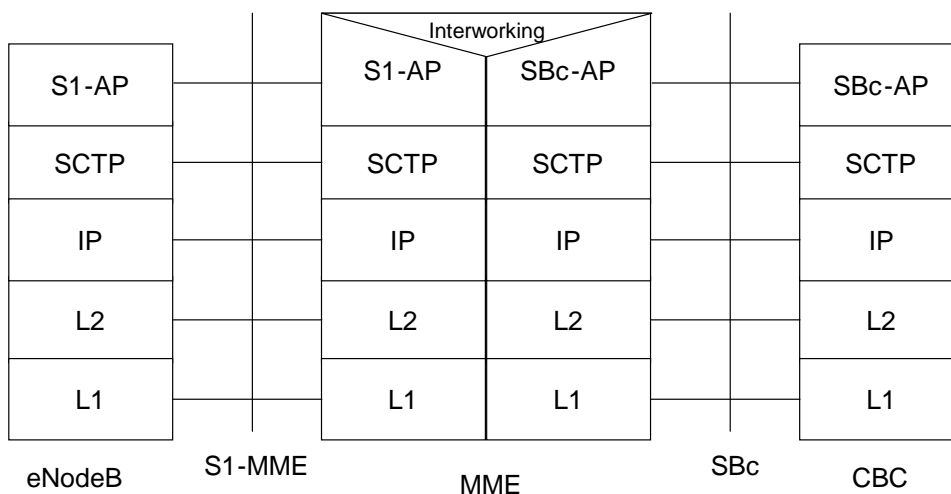 Interworking
S1-AP S1-AP SBc-AP SBc-AP
SCTP SCTP SCTP SCTP
IP IP IP IP
L2 L2 L2 L2
L1 L1 L1 L1
eNodeB S1-MME MME SBc CBC